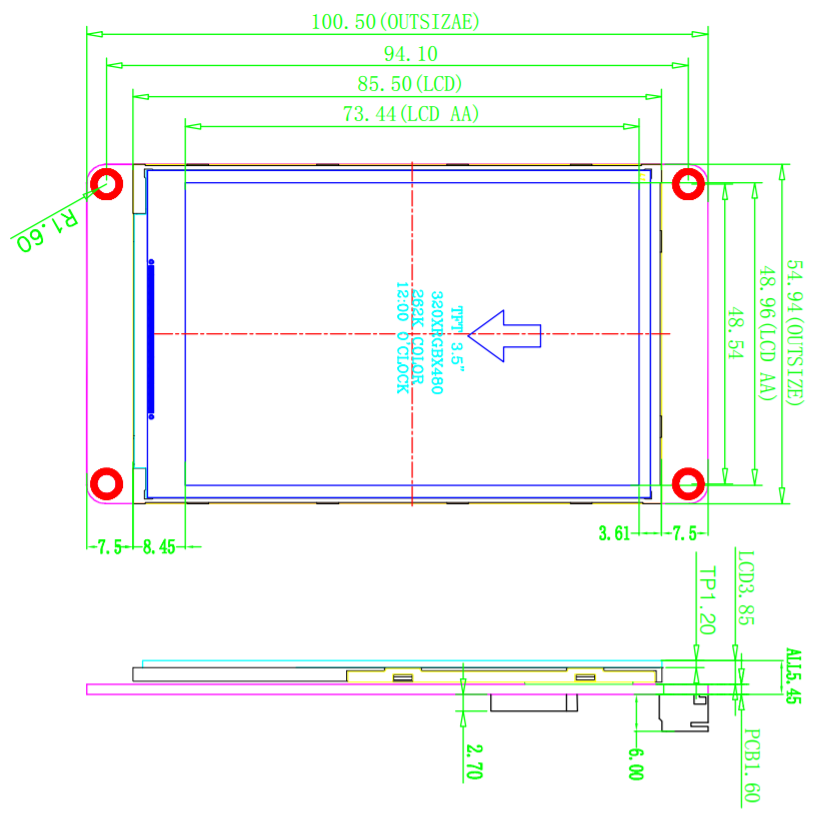 100.50(OUTSIZAE)
94.10
85.50(LCD)
73.44(LCD AA)
R1.60
54.94(OUTSIZE)
48.96(LCD AA)
48.54
TFT 3.5"
320XRGBX480
262K COLOR
12:00 O'CLOCK
7.5
8.45
3.61
7.5
LCD3.85
TP1.20
ALL5.45
PCB1.60
2.70
6.00